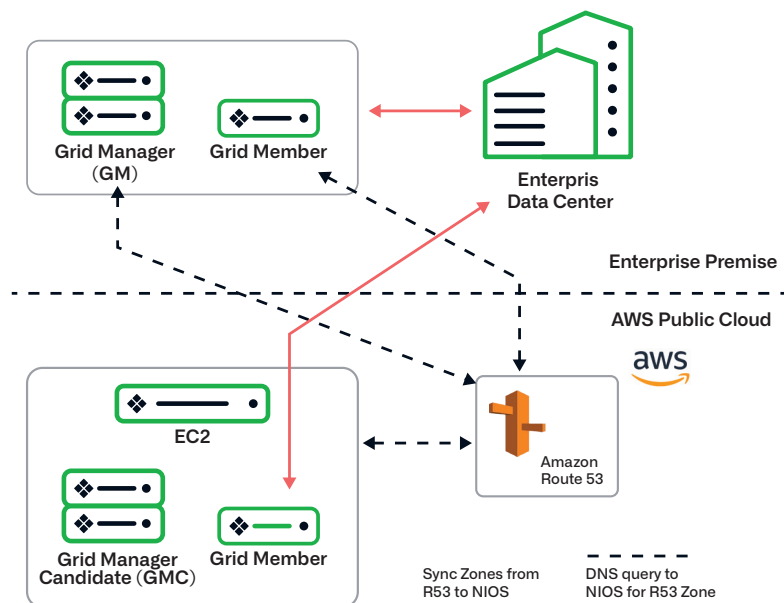 Grid Manager
(GM)
Grid Member
Enterpris
Data Center
Enterprise Premise
AWS Public Cloud
aws
EC2
Amazon
Route 53
Grid Manager
Candidate (GMC)
Grid Member
Sync Zones from
R53 to NIOS
DNS query to
NIOS for R53 Zone